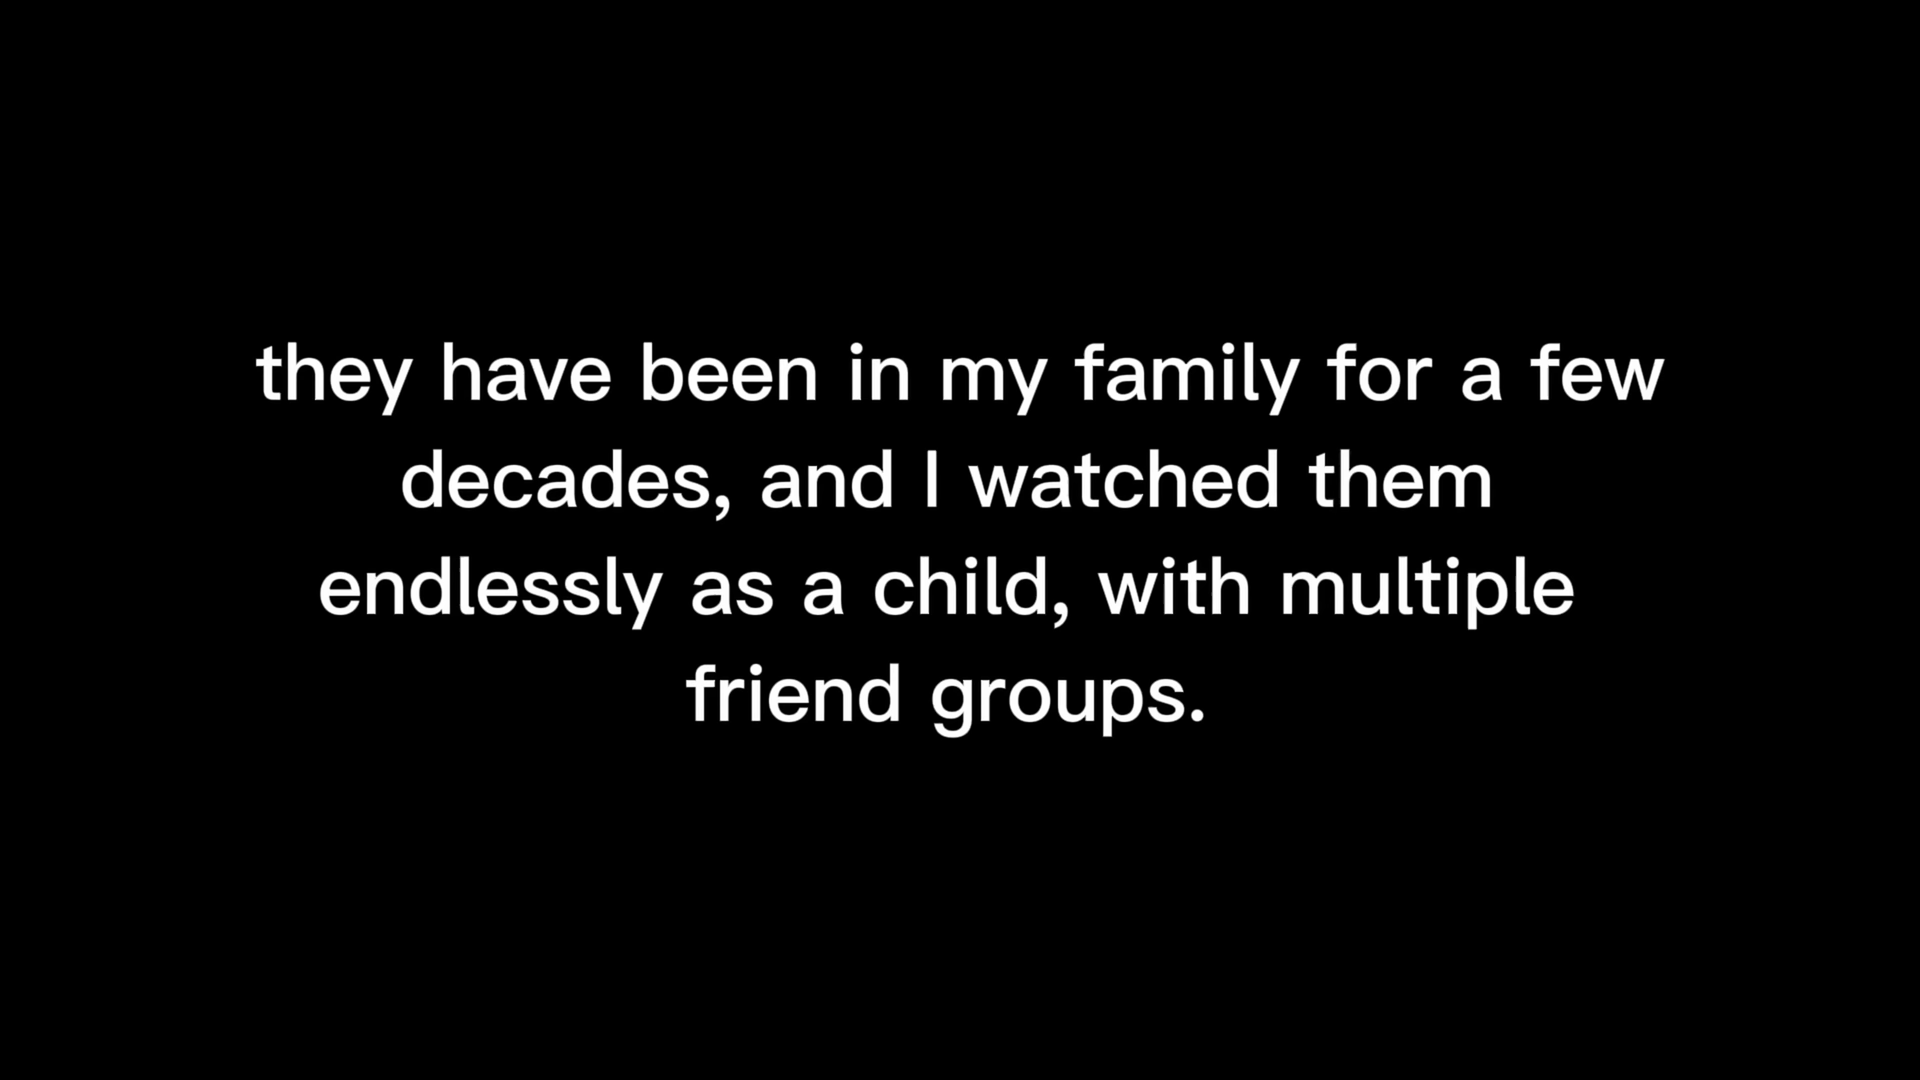 they have been in my family for a few
decades, and I watched them
endlessly as a child, with multiple
friend groups.